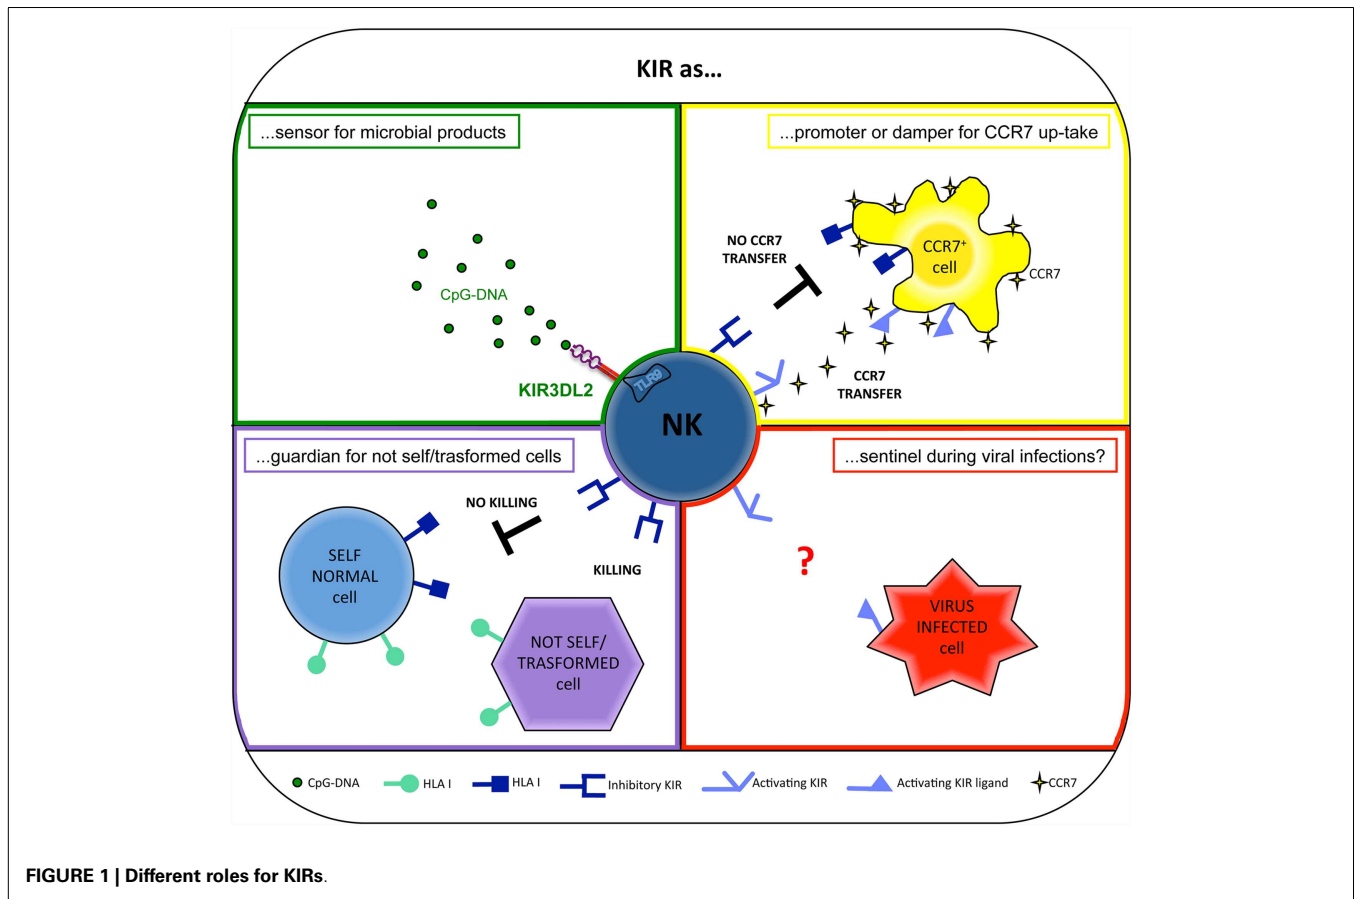 KIR as...
...sensor for microbial products
...promoter or damper for CCR7 up-take
CpG-DNA
KIR3DL2
TLR9
NO CCR7
TRANSFER
CCR7⁺
cell
CCR7
CCR7
TRANSFER
NK
...guardian for not self/trasformed cells
...sentinel during viral infections?
NO KILLING
SELF
NORMAL
cell
KILLING
NOT SELF/
TRASFORMED
cell
?
VIRUS
INFECTED
cell
CpG-DNA
HLA I
HLA I
Inhibitory KIR
Activating KIR
Activating KIR ligand
CCR7
FIGURE 1 | Different roles for KIRs.